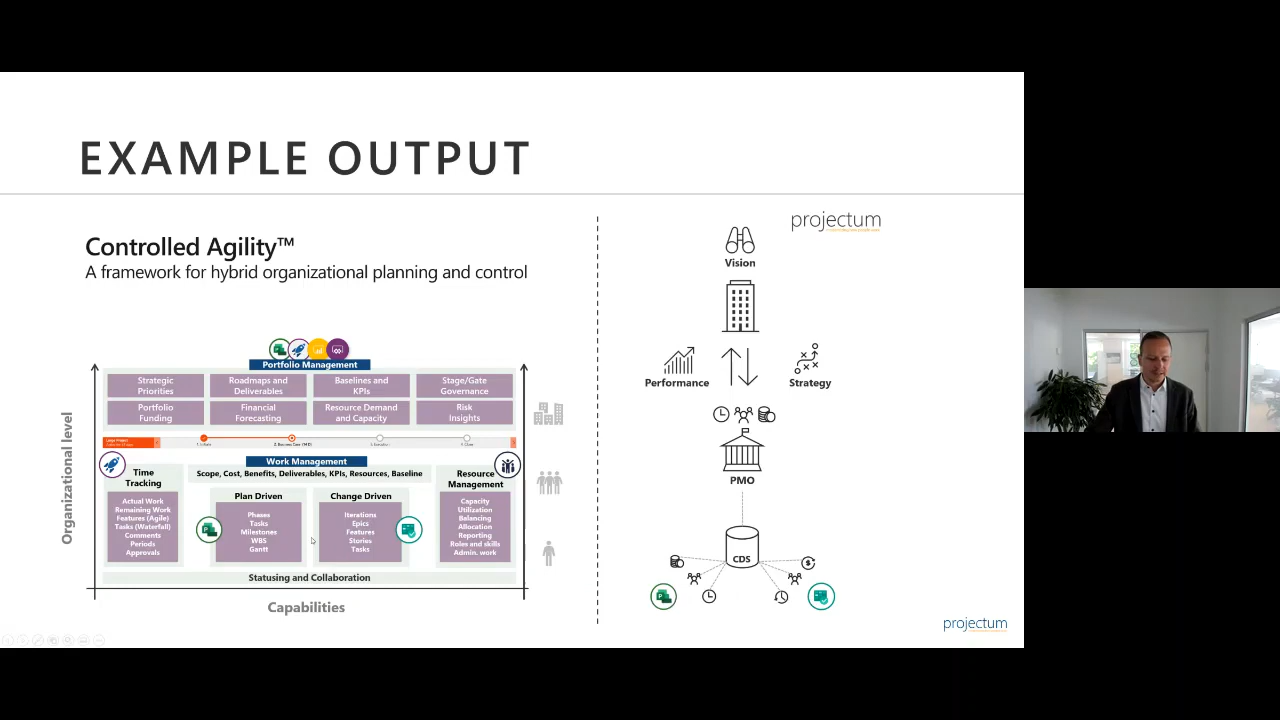 EXAMPLE OUTPUT
Controlled Agility™
A framework for hybrid organizational planning and control
Portfolio Management
Strategic
Priorities
Roadmaps and
Deliverables
Baselines and
KPIs
Stage/Gate
Governance
Portfolio
Funding
Financial
Forecasting
Resource Demand
and Capacity
Risk
Insights
Work Management
Scope, Cost, Benefits, Deliverables, KPIs, Resources, Baseline
Time
Tracking
Actual Work
Remaining Work
Features (Agile)
Tasks (Waterfall)
Comments
Periods
Approvals
Plan Driven
Phases
Tasks
Milestones
WBS
Gantt
Change Driven
Iterations
Epics
Features
Stories
Tasks
Resource
Management
Capacity
Utilization
Balancing
Allocation
Reporting
Roles and skills
Admin. work
Statusing and Collaboration
Organizational level
Capabilities
projectum
Vision
Performance
Strategy
PMO
CDS
projectum